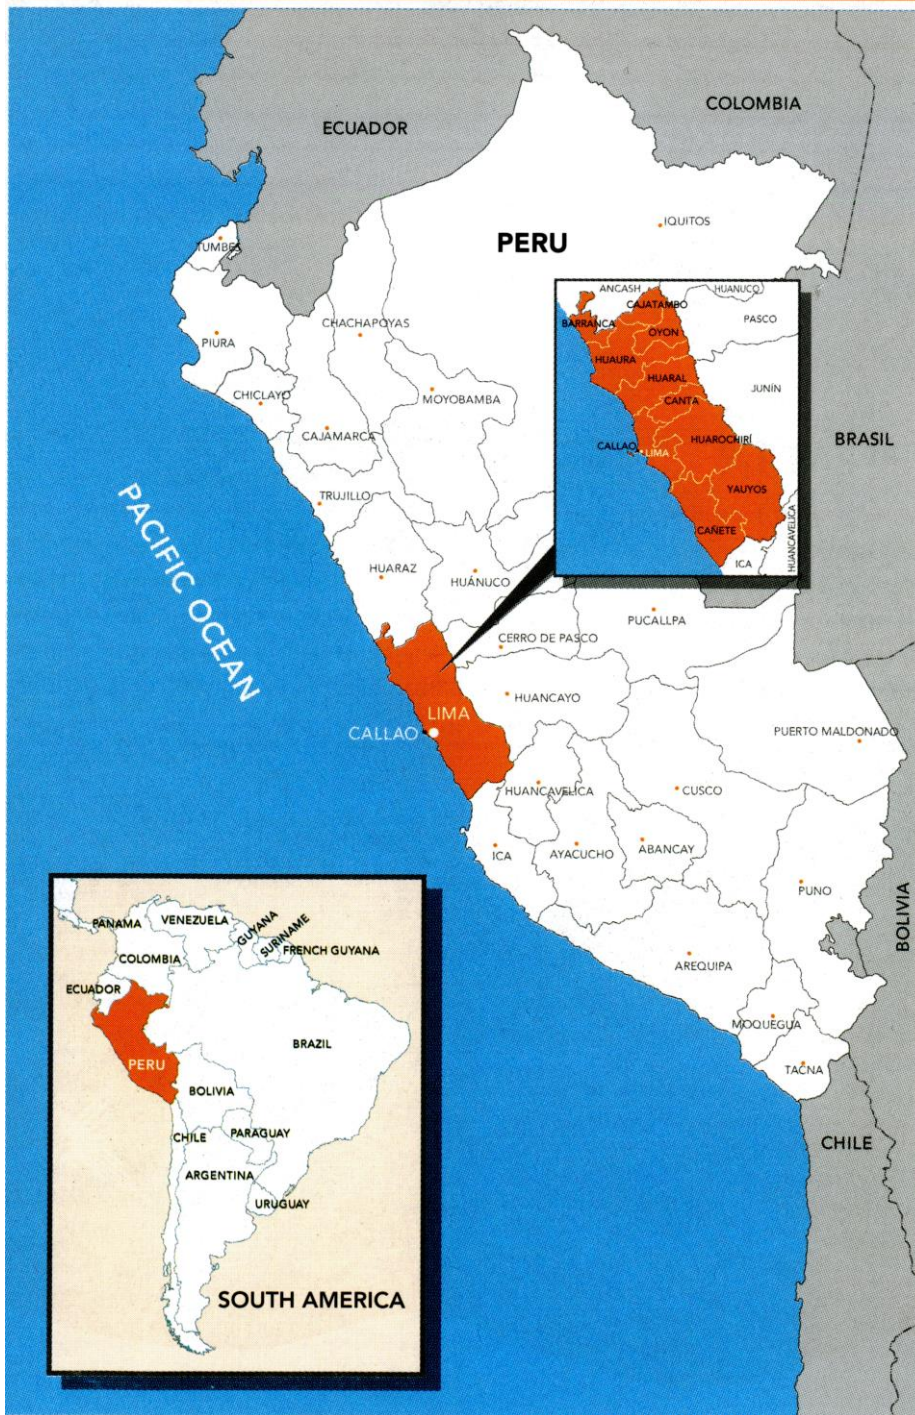 COLOMBIA
ECUADOR
IQUITOS
PERU
TUMBES
ANCASH
HUANUCO
CAJATAMBO
PASCO
BARRANCA
OYON
CHACHAPOYAS
PIURA
HUAURA
HUARAL
JUNÍN
CHICLAYO
MOYOBAMBA
CANTA
CAJAMARCA
CALLAO
LIMA
HUAROCHIRÍ
BRASIL
YAUYOS
TRUJILLO
CAÑETE
HUANCAVELICA
ICA
PACIFIC OCEAN
HUARAZ
HUÁNUCO
PUCALLPA
CERRO DE PASCO
HUANCAYO
LIMA
CALLAO
PUERTO MALDONADO
HUANCAVELICA
CUSCO
ICA
AYACUCHO
ABANCAY
PUNO
BOLIVIA
AREQUIPA
MOQUEGUA
TACNA
CHILE
PANAMA
VENEZUELA
GUYANA
SURINAME
FRENCH GUYANA
COLOMBIA
ECUADOR
BRAZIL
PERU
BOLIVIA
CHILE
PARAGUAY
ARGENTINA
URUGUAY
SOUTH AMERICA